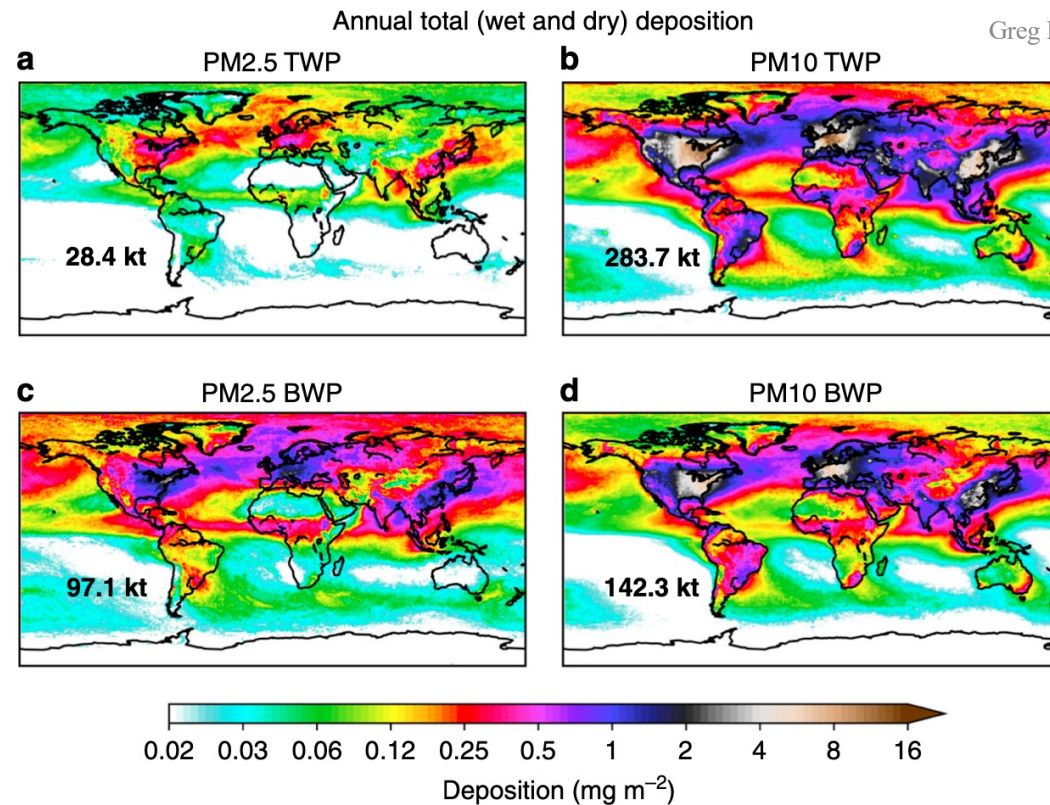 Annual total (wet and dry) deposition
Greg
a
PM2.5 TWP
28.4 kt
b
PM10 TWP
283.7 kt
c
PM2.5 BWP
97.1 kt
d
PM10 BWP
142.3 kt
0.02 0.03 0.06 0.12 0.25 0.5 1 2 4 8 16
Deposition (mg m⁻²)